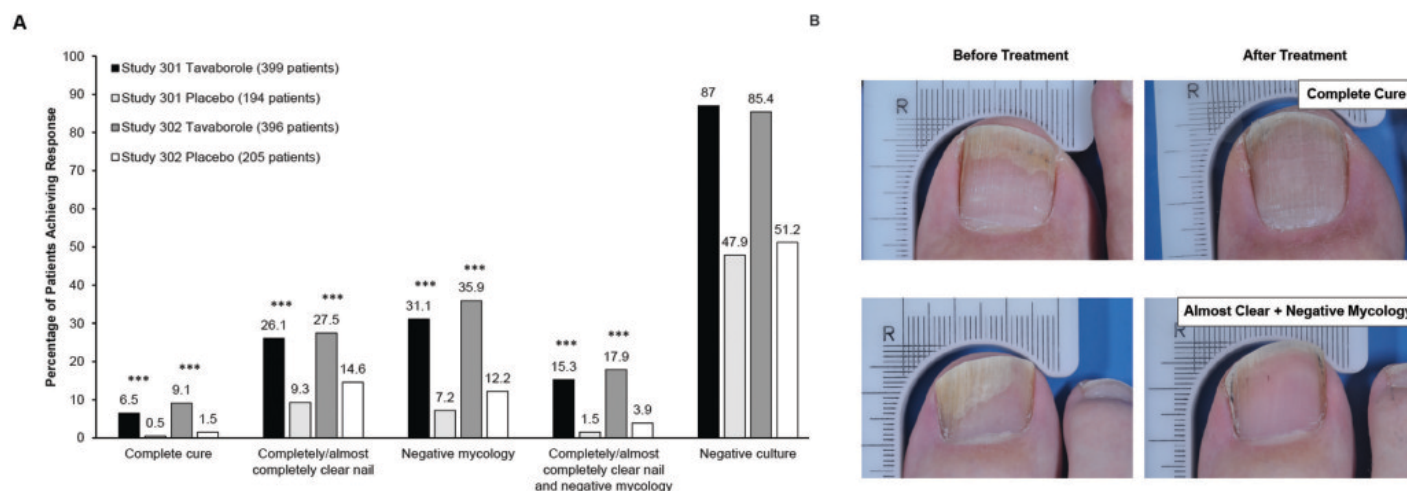 A
100
90
80
70
60
50
40
30
20
10
0
Percentage of Patients Achieving Response
Study 301 Tavaborole (399 patients)
Study 301 Placebo (194 patients)
Study 302 Tavaborole (396 patients)
Study 302 Placebo (205 patients)
***
6.5
0.5
***
9.1
1.5
***
26.1
9.3
***
27.5
14.6
***
31.1
7.2
***
35.9
12.2
***
15.3
1.5
***
17.9
3.9
87
47.9
85.4
51.2
Complete cure
Completely/almost
completely clear nail
Negative mycology
Completely/almost
completely clear nail
and negative mycology
Negative culture
B
Before Treatment
After Treatment
R
R
Complete Cure
R
R
Almost Clear + Negative Mycology